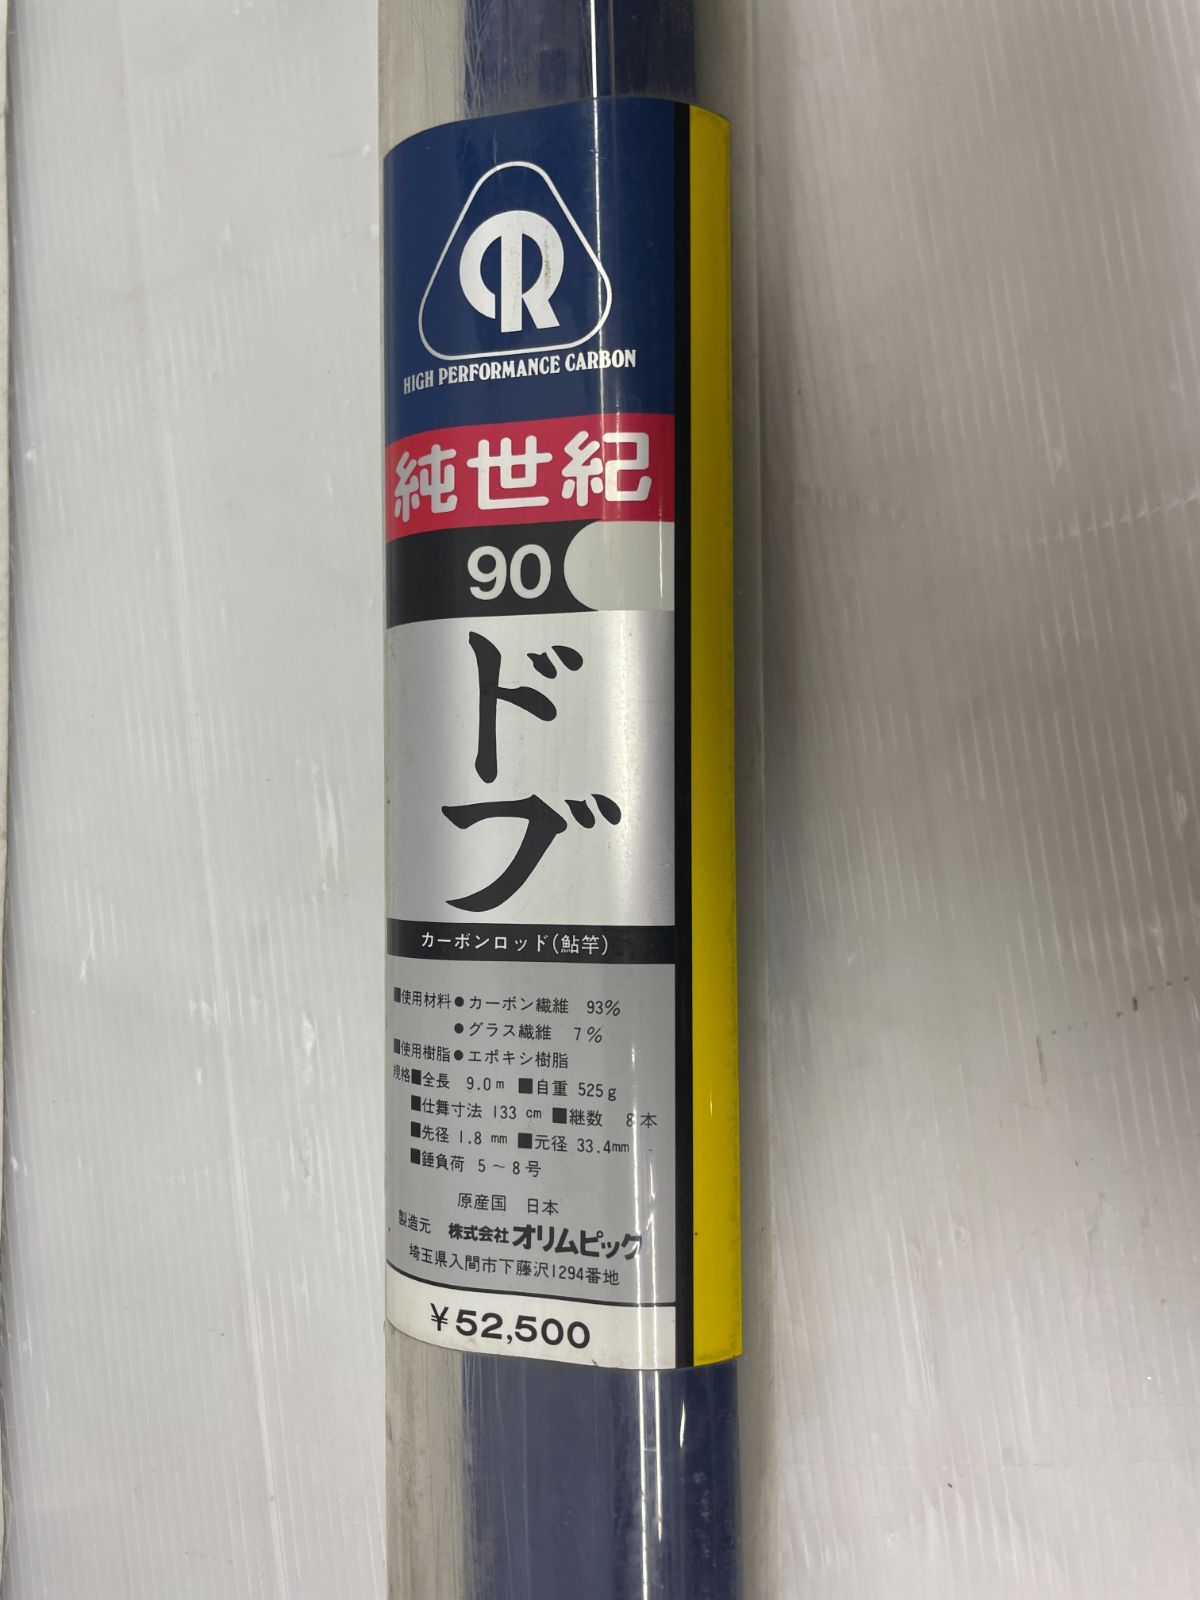 R
HIGH PERFORMANCE CARBON
純世紀
90
ドブ
カーボンロッド(鮎竿)
■使用材料●カーボン繊維 93%
●グラス繊維 7%
■使用樹脂●エポキシ樹脂
規格■全長 9.0m ■自重 525g
■仕舞寸法 133cm ■継数 8本
■先径 1.8mm ■元径 33.4mm
■錘負荷 5～8号
原産国 日本
製造元 株式会社オリムピック
埼玉県入間市下藤沢1294番地
￥52,500